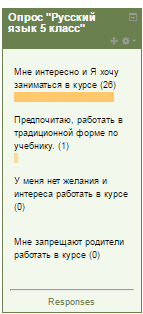 Опрос "Русский
язык 5 класс"
Мне интересно и Я хочу
заниматься в курсе (26)
Предпочитаю, работать в
традиционной форме по
учебнику. (1)
У меня нет желания и
интереса работать в курсе
(0)
Мне запрещают родители
работать в курсе (0)
Responses